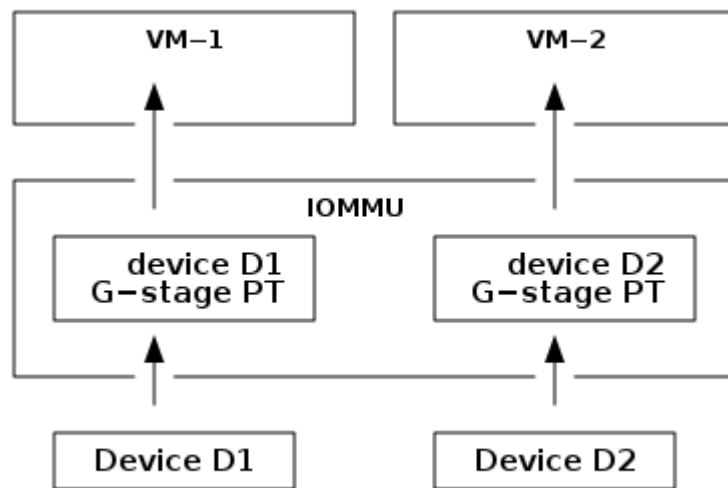 VM−1
VM−2
IOMMU
device D1
G−stage PT
device D2
G−stage PT
Device D1
Device D2